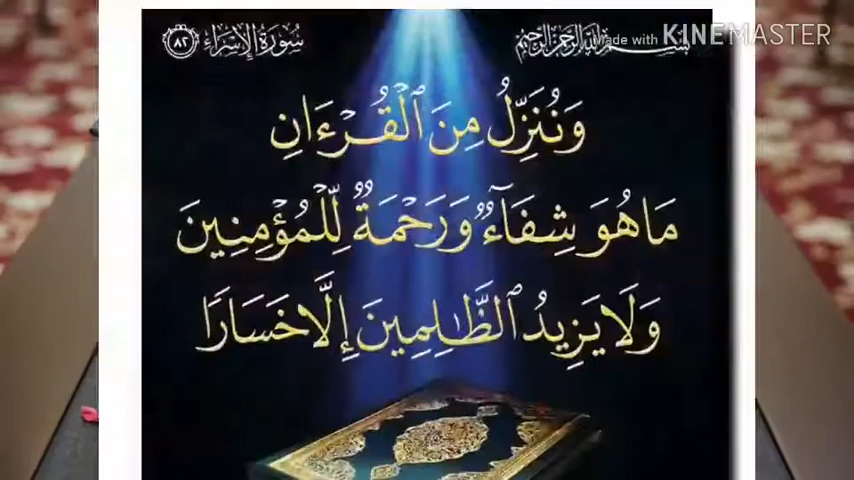 بسم الله الرحمن الرحيم
سورة الإسراء ٨٢
Made with KINEMASTER
وَنُنَزِّلُ مِنَ ٱلْقُرْءَانِ
مَا هُوَ شِفَآءٌ وَرَحْمَةٌ لِّلْمُؤْمِنِينَ
وَلَا يَزِيدُ ٱلظَّٰلِمِينَ إِلَّا خَسَارًا